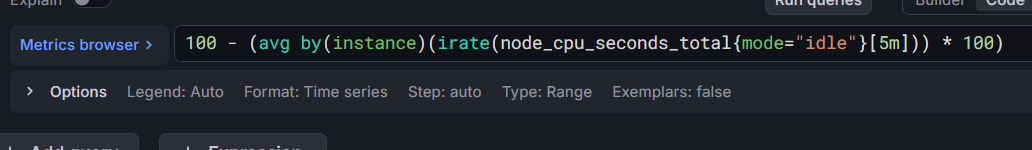 Explain
Run queries
Builder
Code
Metrics browser >
100 - (avg by(instance)(irate(node_cpu_seconds_total{mode="idle"}[5m])) * 100)
> Options Legend: Auto Format: Time series Step: auto Type: Range Exemplars: false
+ Add query
+ Expression